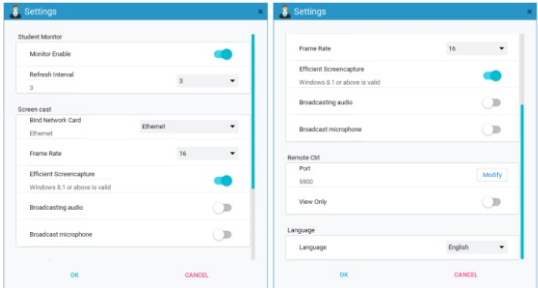 Settings
Student Monitor
Monitor Enable
Refresh Interval
3
3
Screen cast
Bind Network Card
Ethernet
Ethernet
Frame Rate
16
Efficient Screencapture
Windows 8.1 or above is valid
Broadcasting audio
Broadcast microphone
OK
CANCEL
Settings
Frame Rate
16
Efficient Screencapture
Windows 8.1 or above is valid
Broadcasting audio
Broadcast microphone
Remote Ctrl
Port
5900
Modify
View Only
Language
Language
English
OK
CANCEL